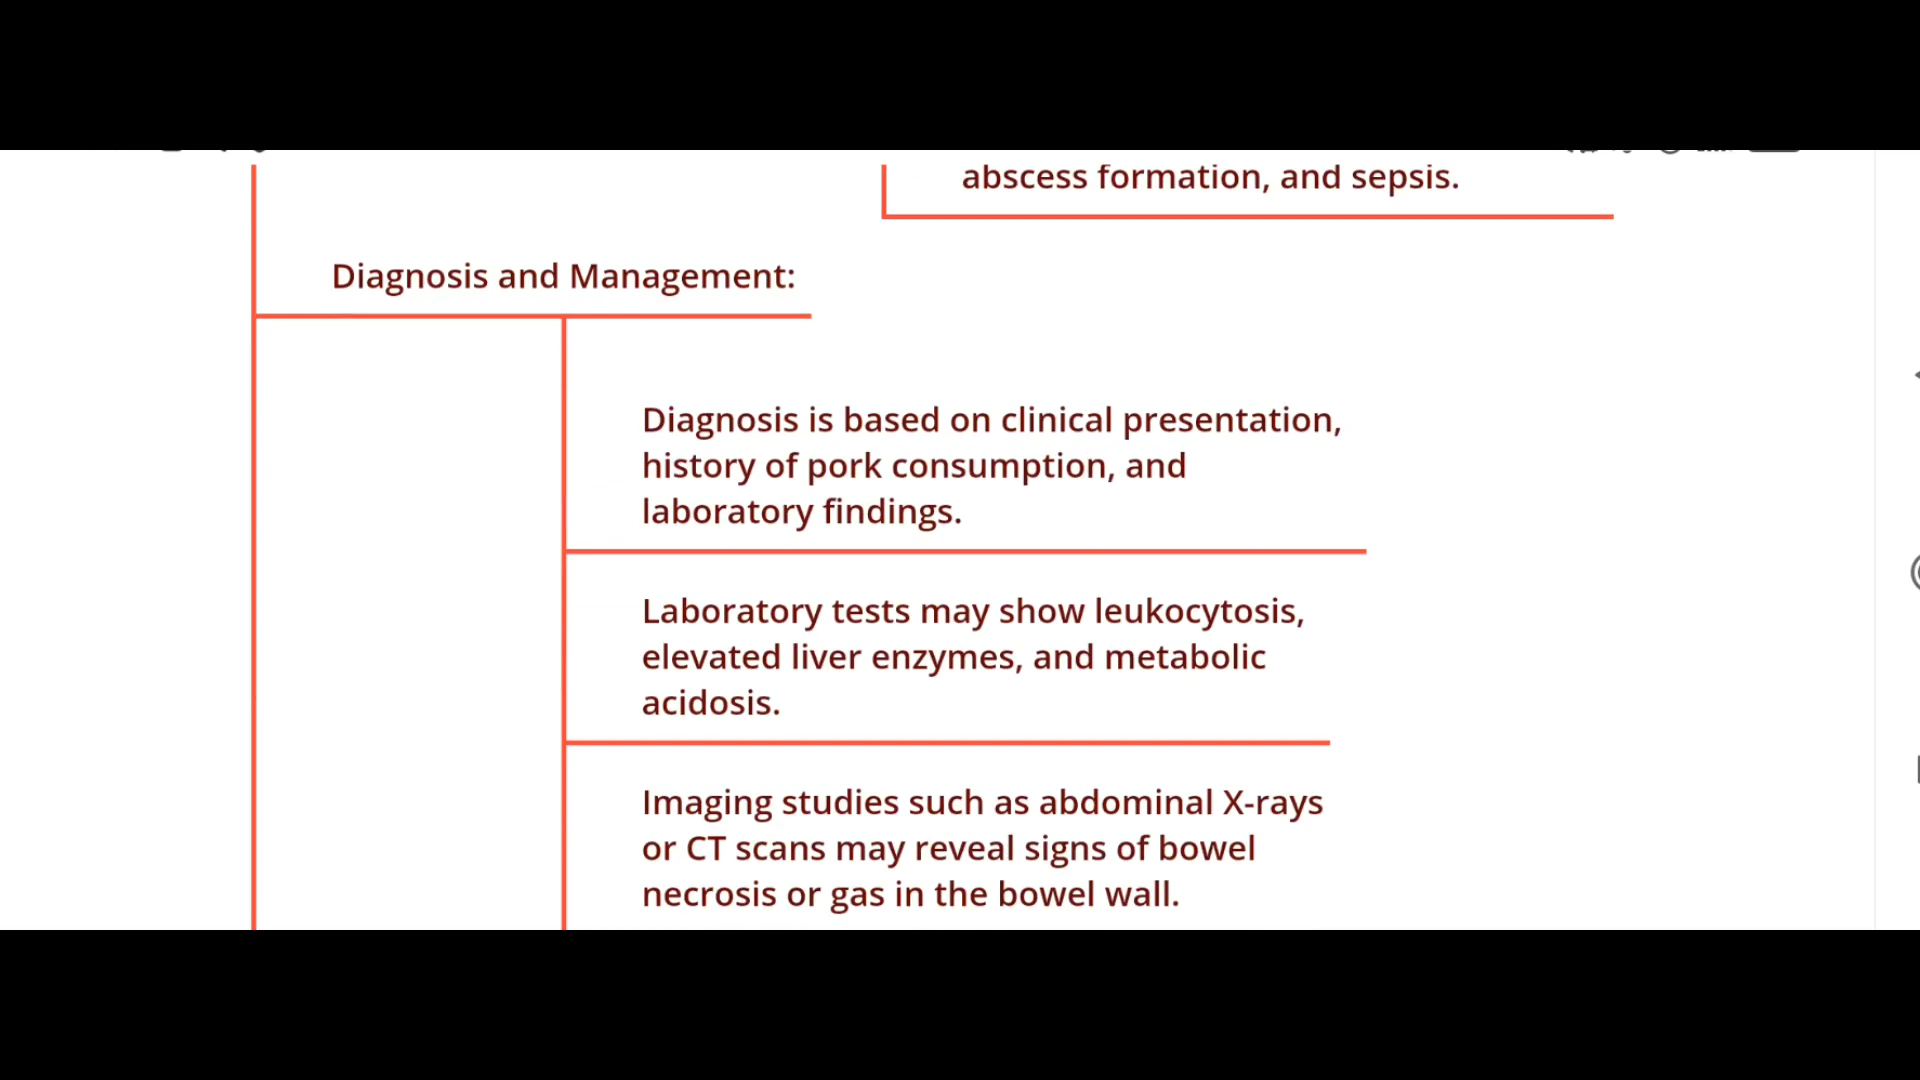 abscess formation, and sepsis.
Diagnosis and Management:
Diagnosis is based on clinical presentation,
history of pork consumption, and
laboratory findings.
Laboratory tests may show leukocytosis,
elevated liver enzymes, and metabolic
acidosis.
Imaging studies such as abdominal X-rays
or CT scans may reveal signs of bowel
necrosis or gas in the bowel wall.